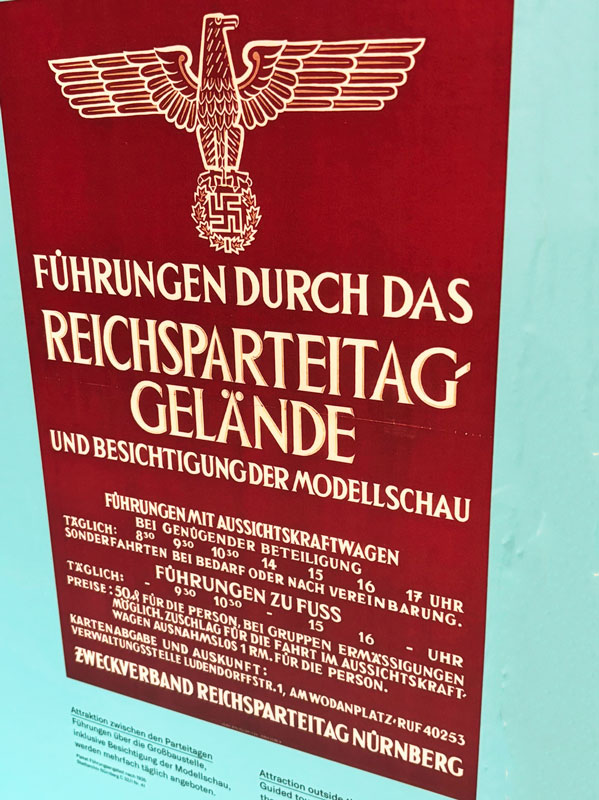 FÜHRUNGEN DURCH DAS
REICHSPARTEITAG-
GELÄNDE
UND BESICHTIGUNG DER MODELLSCHAU
FÜHRUNGEN MIT AUSSICHTSKRAFTWAGEN
BEI GENÜGENDER BETEILIGUNG
TÄGLICH: 8³⁰ 9³⁰ 10³⁰ 14 15 16 17 UHR
SONDERFAHRTEN BEI BEDARF ODER NACH VEREINBARUNG.
FÜHRUNGEN ZU FUSS
TÄGLICH: - 9³⁰ 10³⁰ - 15 16 - UHR
PREISE: 50 ₰ FÜR DIE PERSON, BEI GRUPPEN ERMÄSSIGUNGEN
MÖGLICH. ZUSCHLAG FÜR DIE FAHRT IM AUSSICHTSKRAFT-
WAGEN AUSNAHMSLOS 1 RM. FÜR DIE PERSON.
KARTENABGABE UND AUSKUNFT:
VERWALTUNGSSTELLE LUDENDORFFSTR. 1, AM WODANPLATZ · RUF 40253
ZWECKVERBAND REICHSPARTEITAG NÜRNBERG
Attraktion zwischen den Parteitagen
Führungen über die Großbaustelle,
inklusive Besichtigung der Modellschau,
werden mehrfach täglich angeboten.
Attraction outside
Guided